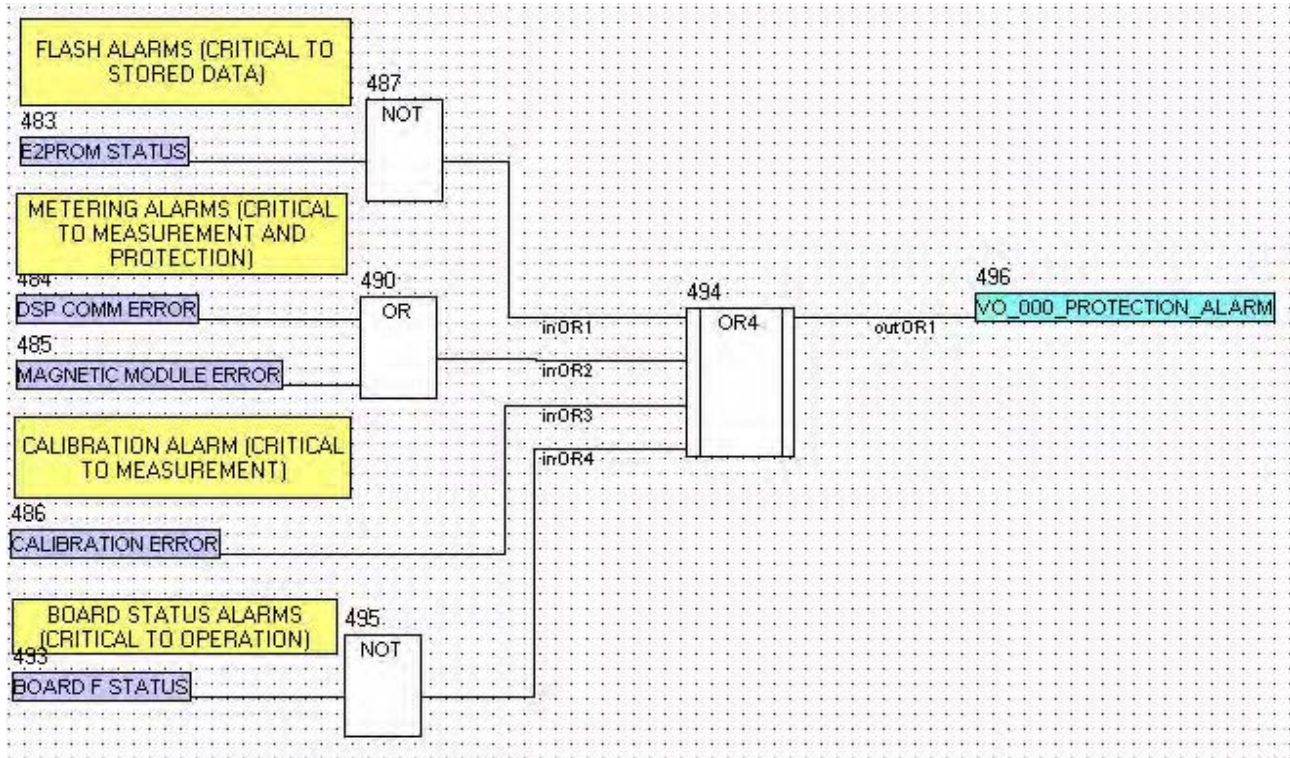 FLASH ALARMS (CRITICAL TO
STORED DATA)
487
NOT
483
E2PROM STATUS
METERING ALARMS (CRITICAL
TO MEASUREMENT AND
PROTECTION)
484
DSP COMM ERROR
490
OR
485
MAGNETIC MODULE ERROR
494
OR4
inOR1
inOR2
inOR3
inOR4
outOR1
496
VO_000_PROTECTION_ALARM
CALIBRATION ALARM (CRITICAL
TO MEASUREMENT)
486
CALIBRATION ERROR
BOARD STATUS ALARMS
(CRITICAL TO OPERATION)
495
NOT
493
BOARD F STATUS